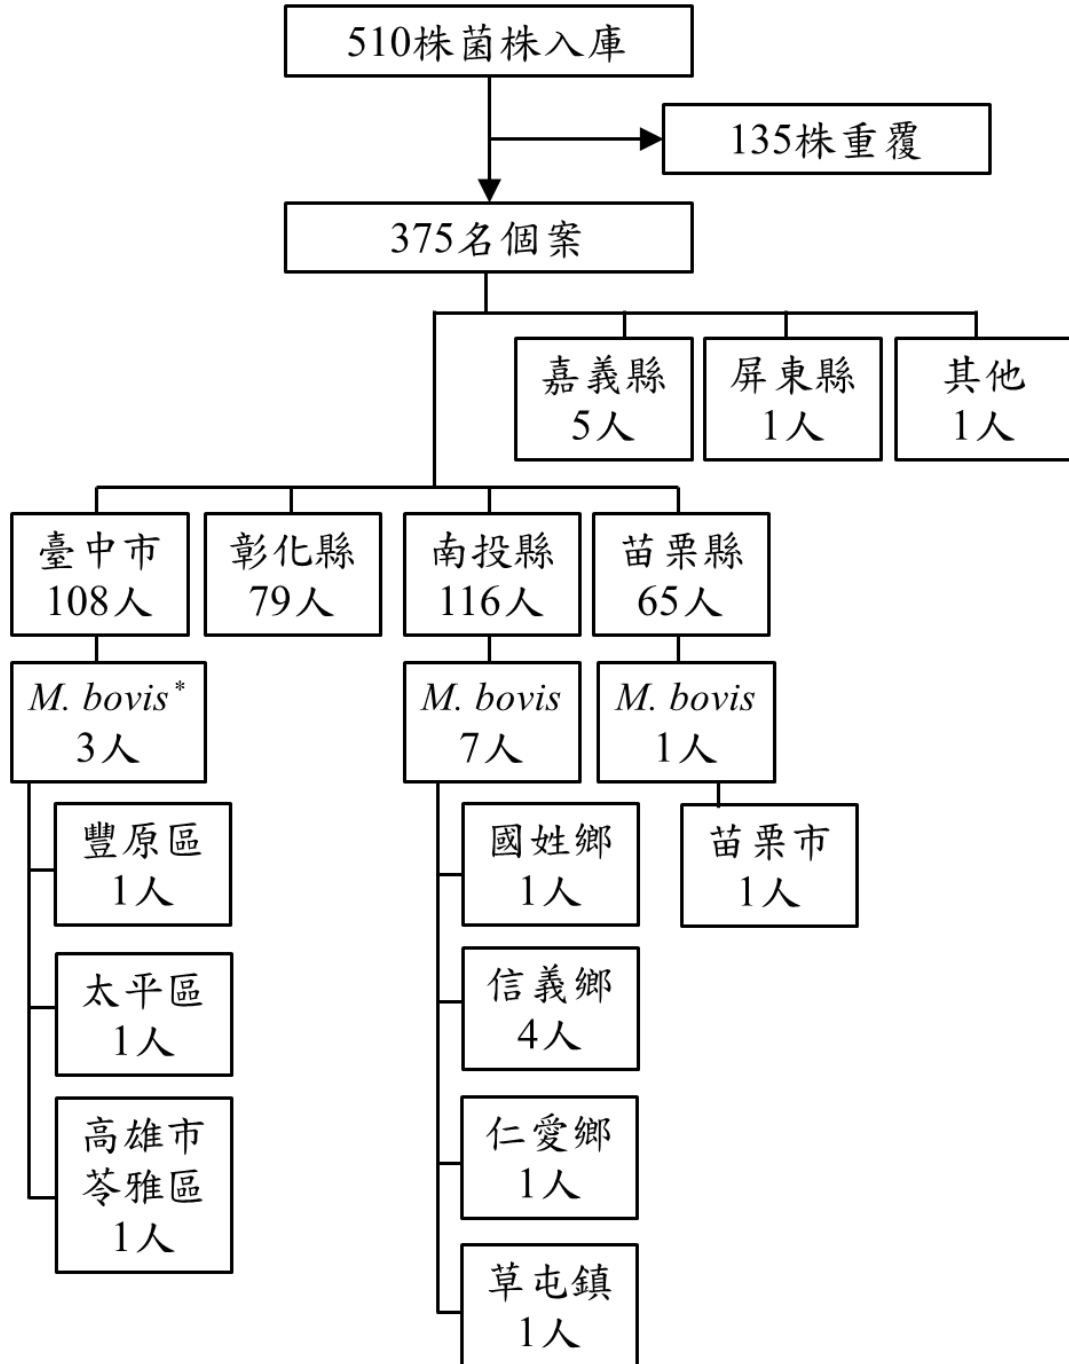 510株菌株入庫
135株重覆
375名個案
嘉義縣
5人
屏東縣
1人
其他
1人
臺中市
108人
彰化縣
79人
南投縣
116人
苗栗縣
65人
M. bovis*
3人
M. bovis
7人
M. bovis
1人
豐原區
1人
太平區
1人
高雄市
苓雅區
1人
國姓鄉
1人
信義鄉
4人
仁愛鄉
1人
草屯鎮
1人
苗栗市
1人